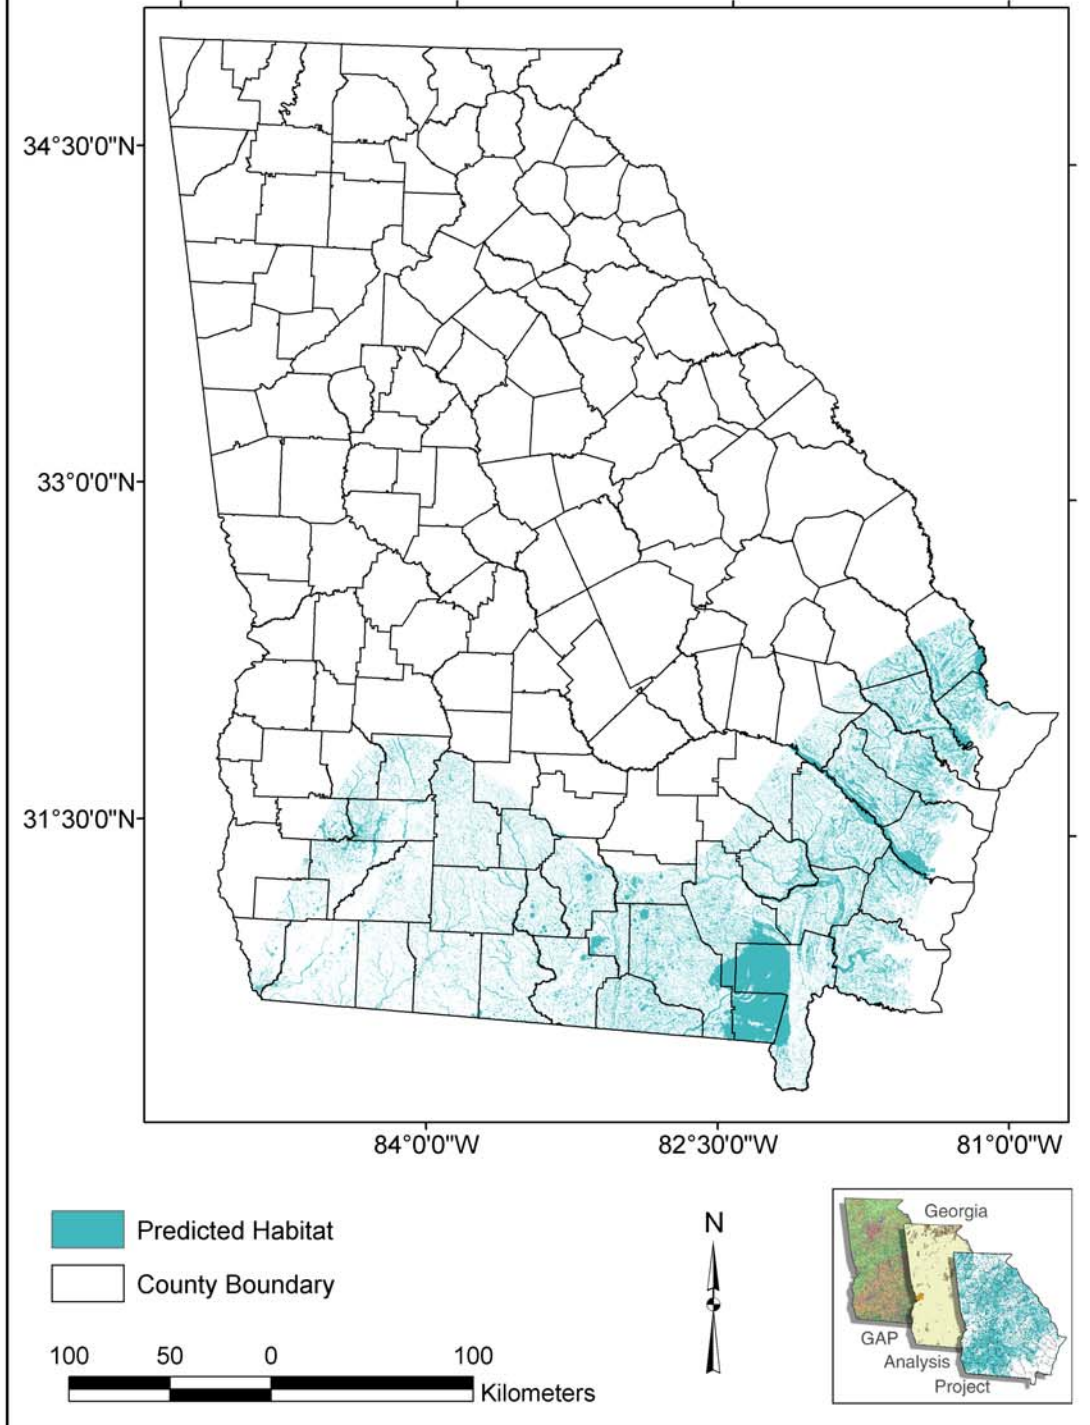 34°30'0"N
33°0'0"N
31°30'0"N
84°0'0"W 82°30'0"W 81°0'0"W
Predicted Habitat
County Boundary
N
100 50 0 100
Kilometers
Georgia
GAP
Analysis
Project